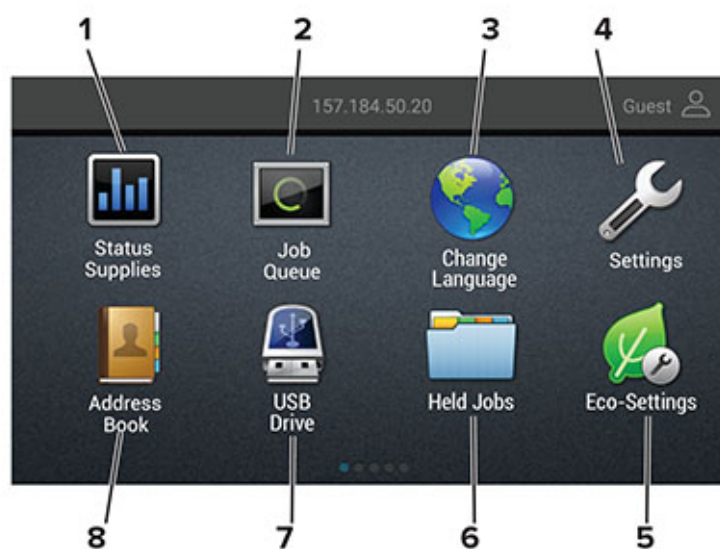 1 2 3 4
157.184.50.20 Guest
Status
Supplies
Job
Queue
Change
Language
Settings
Address
Book
USB
Drive
Held Jobs
Eco-Settings
8 7 6 5